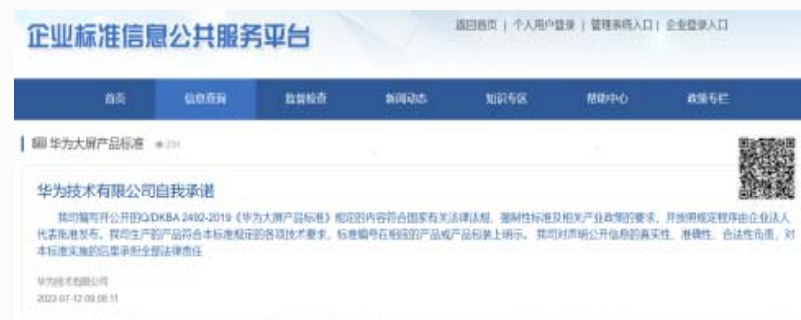 企业标准信息公共服务平台
返回首页 | 个人用户登录 | 管理系统入口 | 企业登录入口
首页 信息查询 监督检查 新闻动态 知识专区 帮助中心 政策专栏
华为大屏产品标准 231
华为技术有限公司自我承诺
我司编写并公开的Q/DKBA 2492-2019《华为大屏产品标准》规定的内容符合国家有关法律法规、强制性标准及相关产业政策的要求，并按照规定程序由企业法人
代表批准发布。我司生产的产品符合本标准规定的各项技术要求，标准编号在相应的产品或产品包装上明示。 我司对声明公开信息的真实性、准确性、合法性负责，对
本标准实施的后果承担全部法律责任
华为技术有限公司
2022-07-12 09:08:11